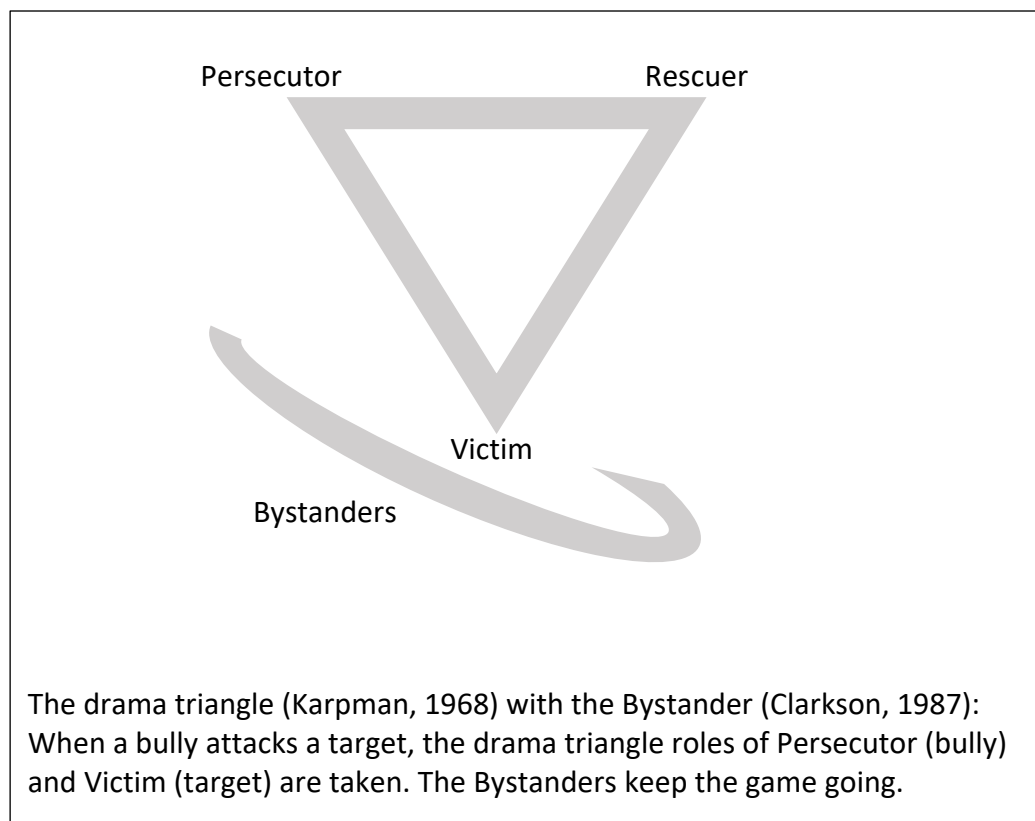 Persecutor Rescuer
Victim
Bystanders
The drama triangle (Karpman, 1968) with the Bystander (Clarkson, 1987):
When a bully attacks a target, the drama triangle roles of Persecutor (bully)
and Victim (target) are taken. The Bystanders keep the game going.